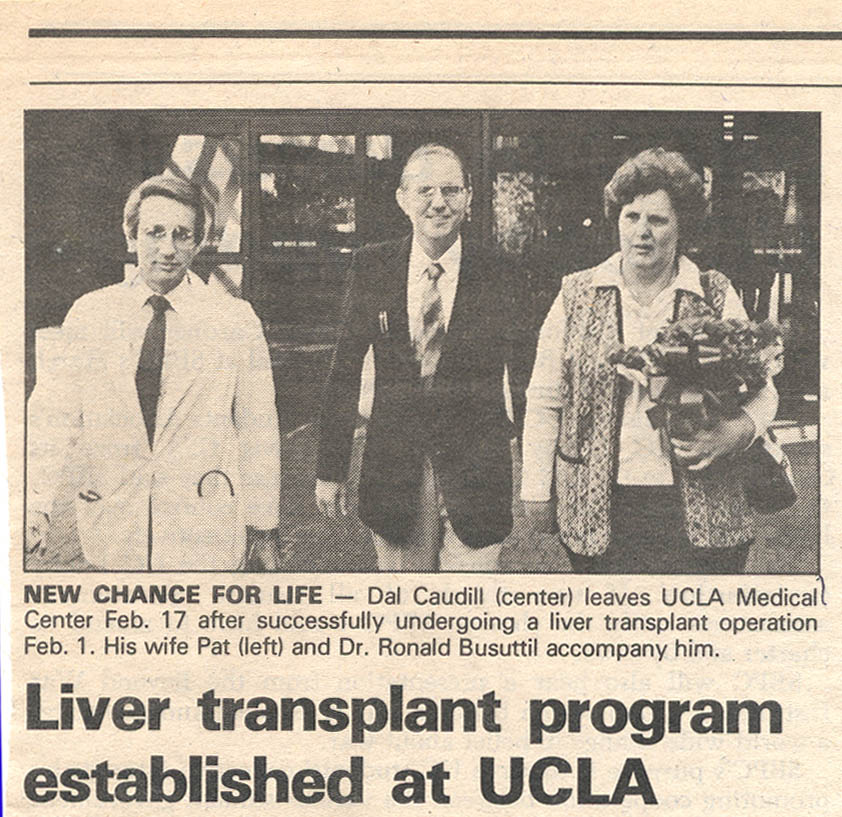 NEW CHANCE FOR LIFE — Dal Caudill (center) leaves UCLA Medical
Center Feb. 17 after successfully undergoing a liver transplant operation
Feb. 1. His wife Pat (left) and Dr. Ronald Busuttil accompany him.
Liver transplant program
established at UCLA